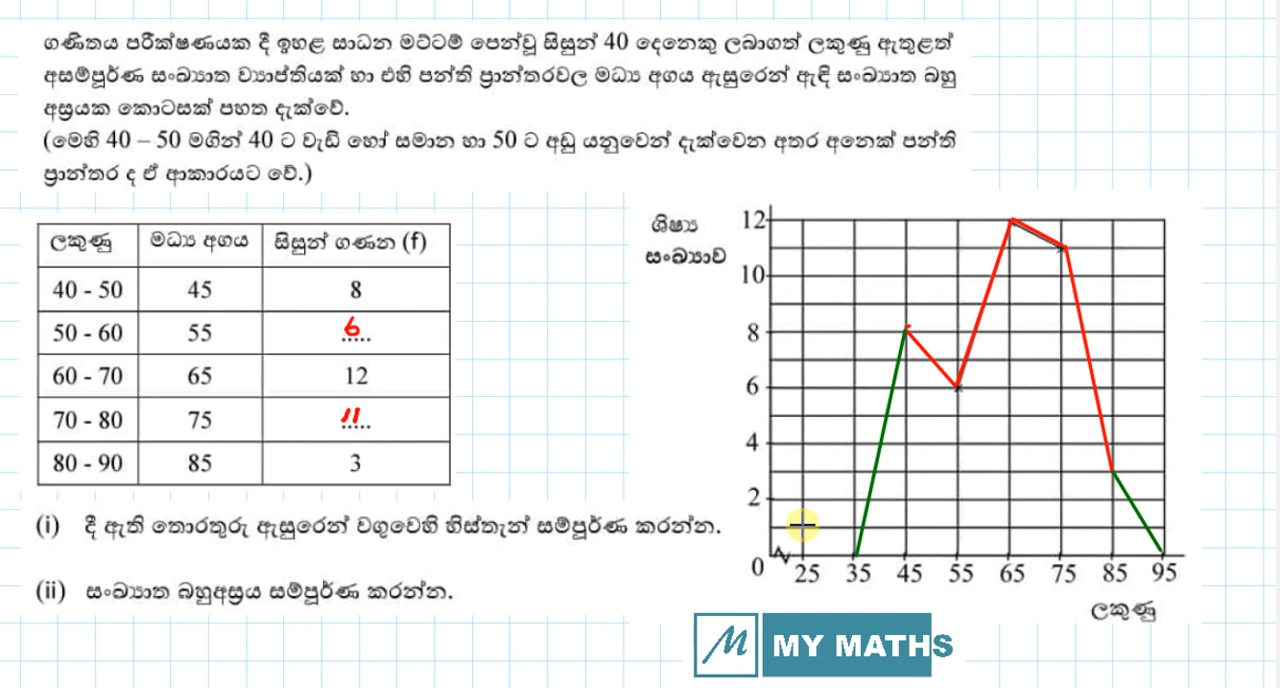 ගණිතය පරීක්ෂණයක දී ඉහළ සාධන මට්ටම් පෙන්වූ සිසුන් 40 දෙනෙකු ලබාගත් ලකුණු ඇතුළත්
අසම්පූර්ණ සංඛ්‍යාත ව්‍යාප්තියක් හා එහි පන්ති ප්‍රාන්තරවල මධ්‍ය අගය ඇසුරෙන් ඇඳි සංඛ්‍යාත බහු
අස්‍රයක කොටසක් පහත දැක්වේ.
(මෙහි 40 – 50 මගින් 40 ට වැඩි හෝ සමාන හා 50 ට අඩු යනුවෙන් දැක්වෙන අතර අනෙක් පන්ති
ප්‍රාන්තර ද ඒ ආකාරයට වේ.)
ලකුණු මධ්‍ය අගය සිසුන් ගණන (f)
40 - 50 45 8
50 - 60 55 6
60 - 70 65 12
70 - 80 75 11
80 - 90 85 3
ශිෂ්‍ය
සංඛ්‍යාව
12
10
8
6
4
2
0
25 35 45 55 65 75 85 95
ලකුණු
(i) දී ඇති තොරතුරු ඇසුරෙන් වගුවෙහි හිස්තැන් සම්පූර්ණ කරන්න.
(ii) සංඛ්‍යාත බහුඅස්‍රය සම්පූර්ණ කරන්න.
M MY MATHS